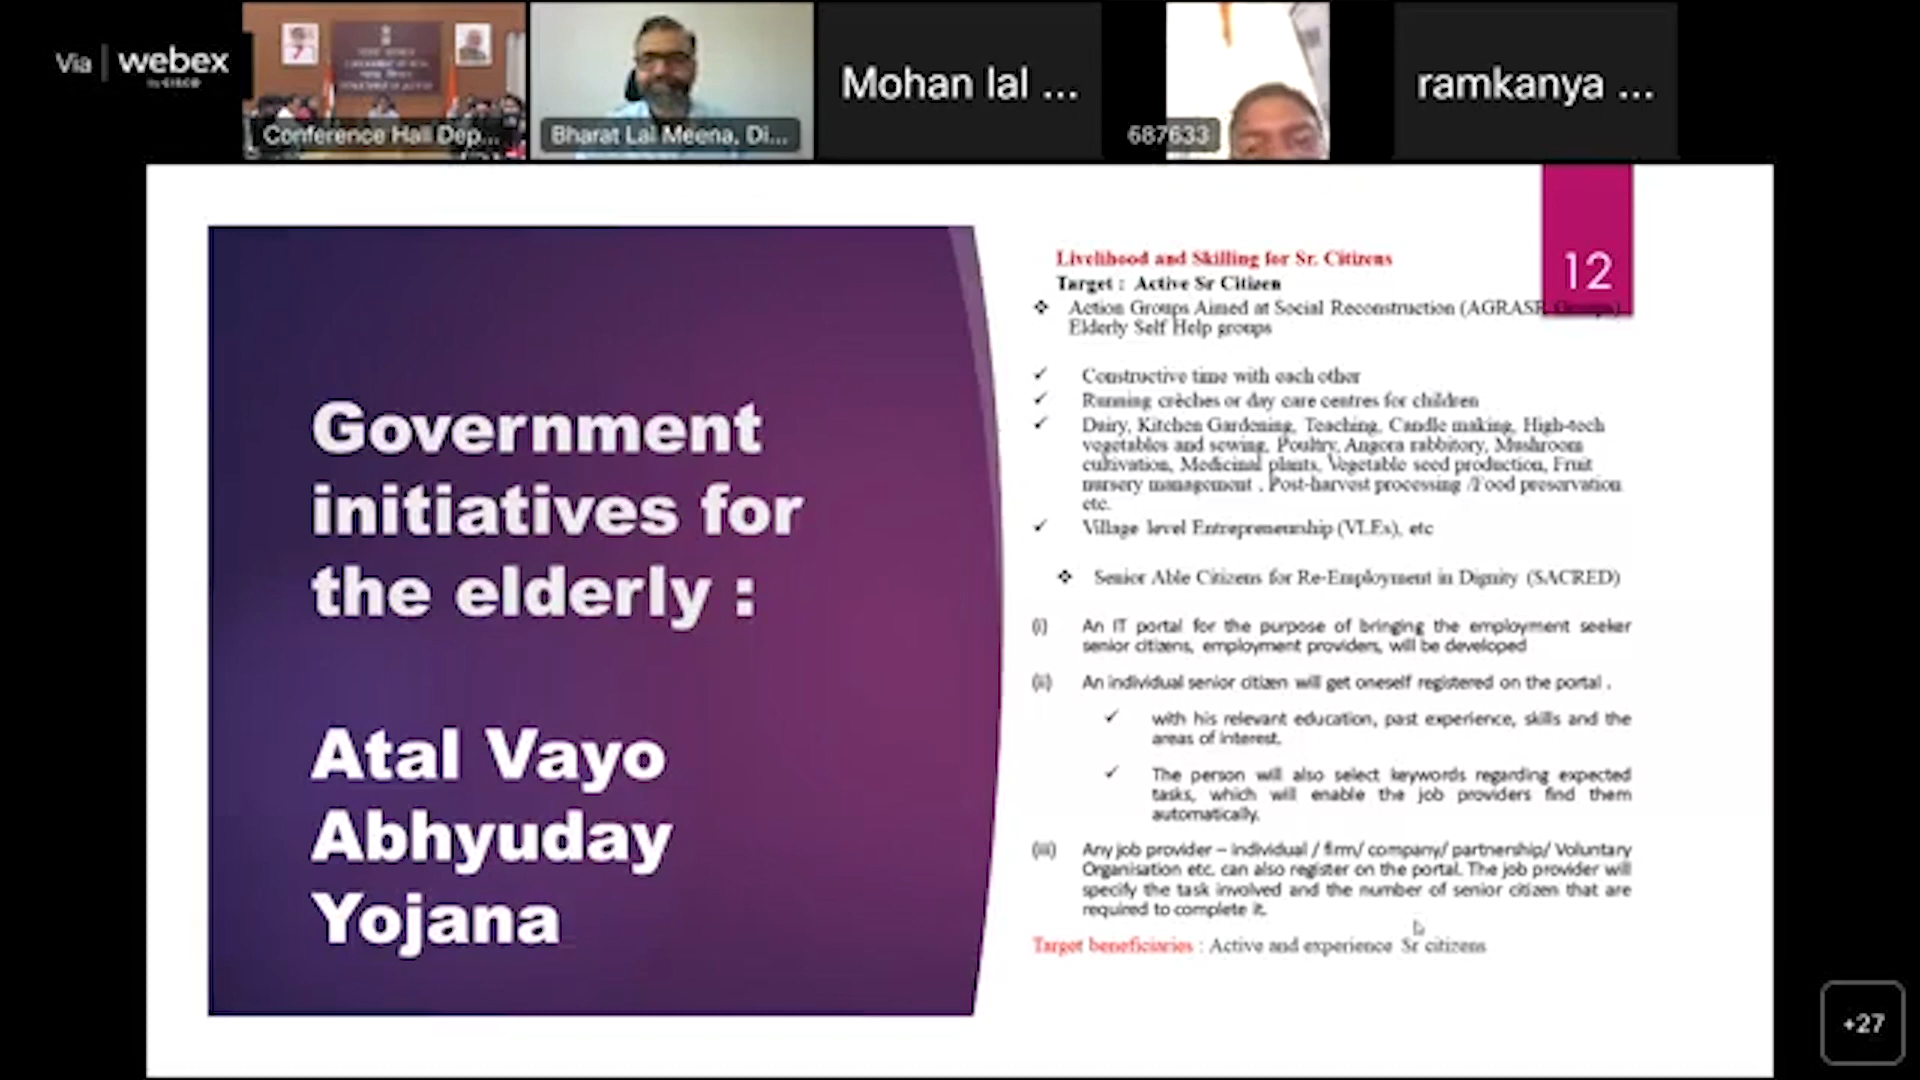 Via | webex
by CISCO
Conference Hall Dep...
Bharat Lal Meena, Di...
Mohan lal ...
687633
ramkanya ...
12
Government
initiatives for
the elderly :
Atal Vayo
Abhyuday
Yojana
Livelihood and Skilling for Sr. Citizens
Target : Active Sr Citizen
❖ Action Groups Aimed at Social Reconstruction (AGRASR Groups)
Elderly Self Help groups
✓ Constructive time with each other
✓ Running crèches or day care centres for children
✓ Dairy, Kitchen Gardening, Teaching, Candle making, High-tech
vegetables and sewing, Poultry, Angora rabbitory, Mushroom
cultivation, Medicinal plants, Vegetable seed production, Fruit
nursery management , Post-harvest processing /Food preservation
etc.
✓ Village level Entrepreneurship (VLEs), etc
❖ Senior Able Citizens for Re-Employment in Dignity (SACRED)
(i) An IT portal for the purpose of bringing the employment seeker
senior citizens, employment providers, will be developed
(ii) An individual senior citizen will get oneself registered on the portal .
✓ with his relevant education, past experience, skills and the
areas of interest.
✓ The person will also select keywords regarding expected
tasks, which will enable the job providers find them
automatically.
(iii) Any job provider – individual / firm/ company/ partnership/ Voluntary
Organisation etc. can also register on the portal. The job provider will
specify the task involved and the number of senior citizen that are
required to complete it.
Target beneficiaries : Active and experience Sr citizens
+27